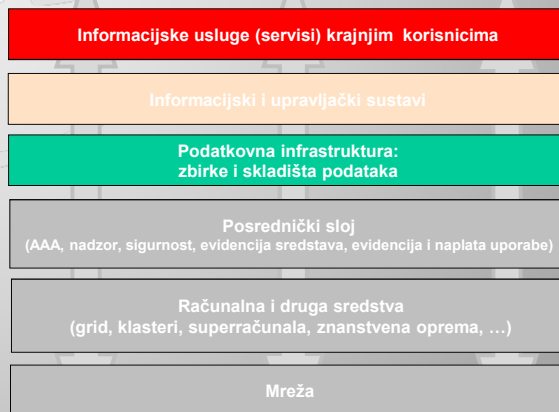 Informacijske usluge (servisi) krajnjim korisnicima
Informacijski i upravljački sustavi
Podatkovna infrastruktura:
zbirke i skladišta podataka
Posrednički sloj
(AAA, nadzor, sigurnost, evidencija sredstava, evidencija i naplata uporabe)
Računalna i druga sredstva
(grid, klasteri, superračunala, znanstvena oprema, …)
Mreža